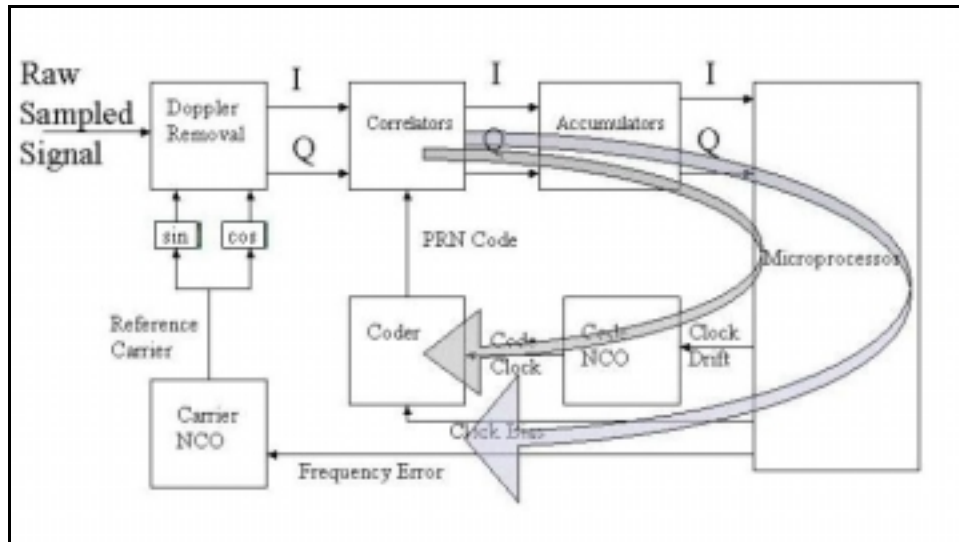 Raw
Sampled
Signal
I
I
I
Doppler
Removal
Correlators
Accumulators
Q
Q
Q
sin
cos
PRN Code
Microprocessor
Reference
Carrier
Coder
Code
Clock
Code
NCO
Clock
Drift
Carrier
NCO
Clock Bias
Frequency Error